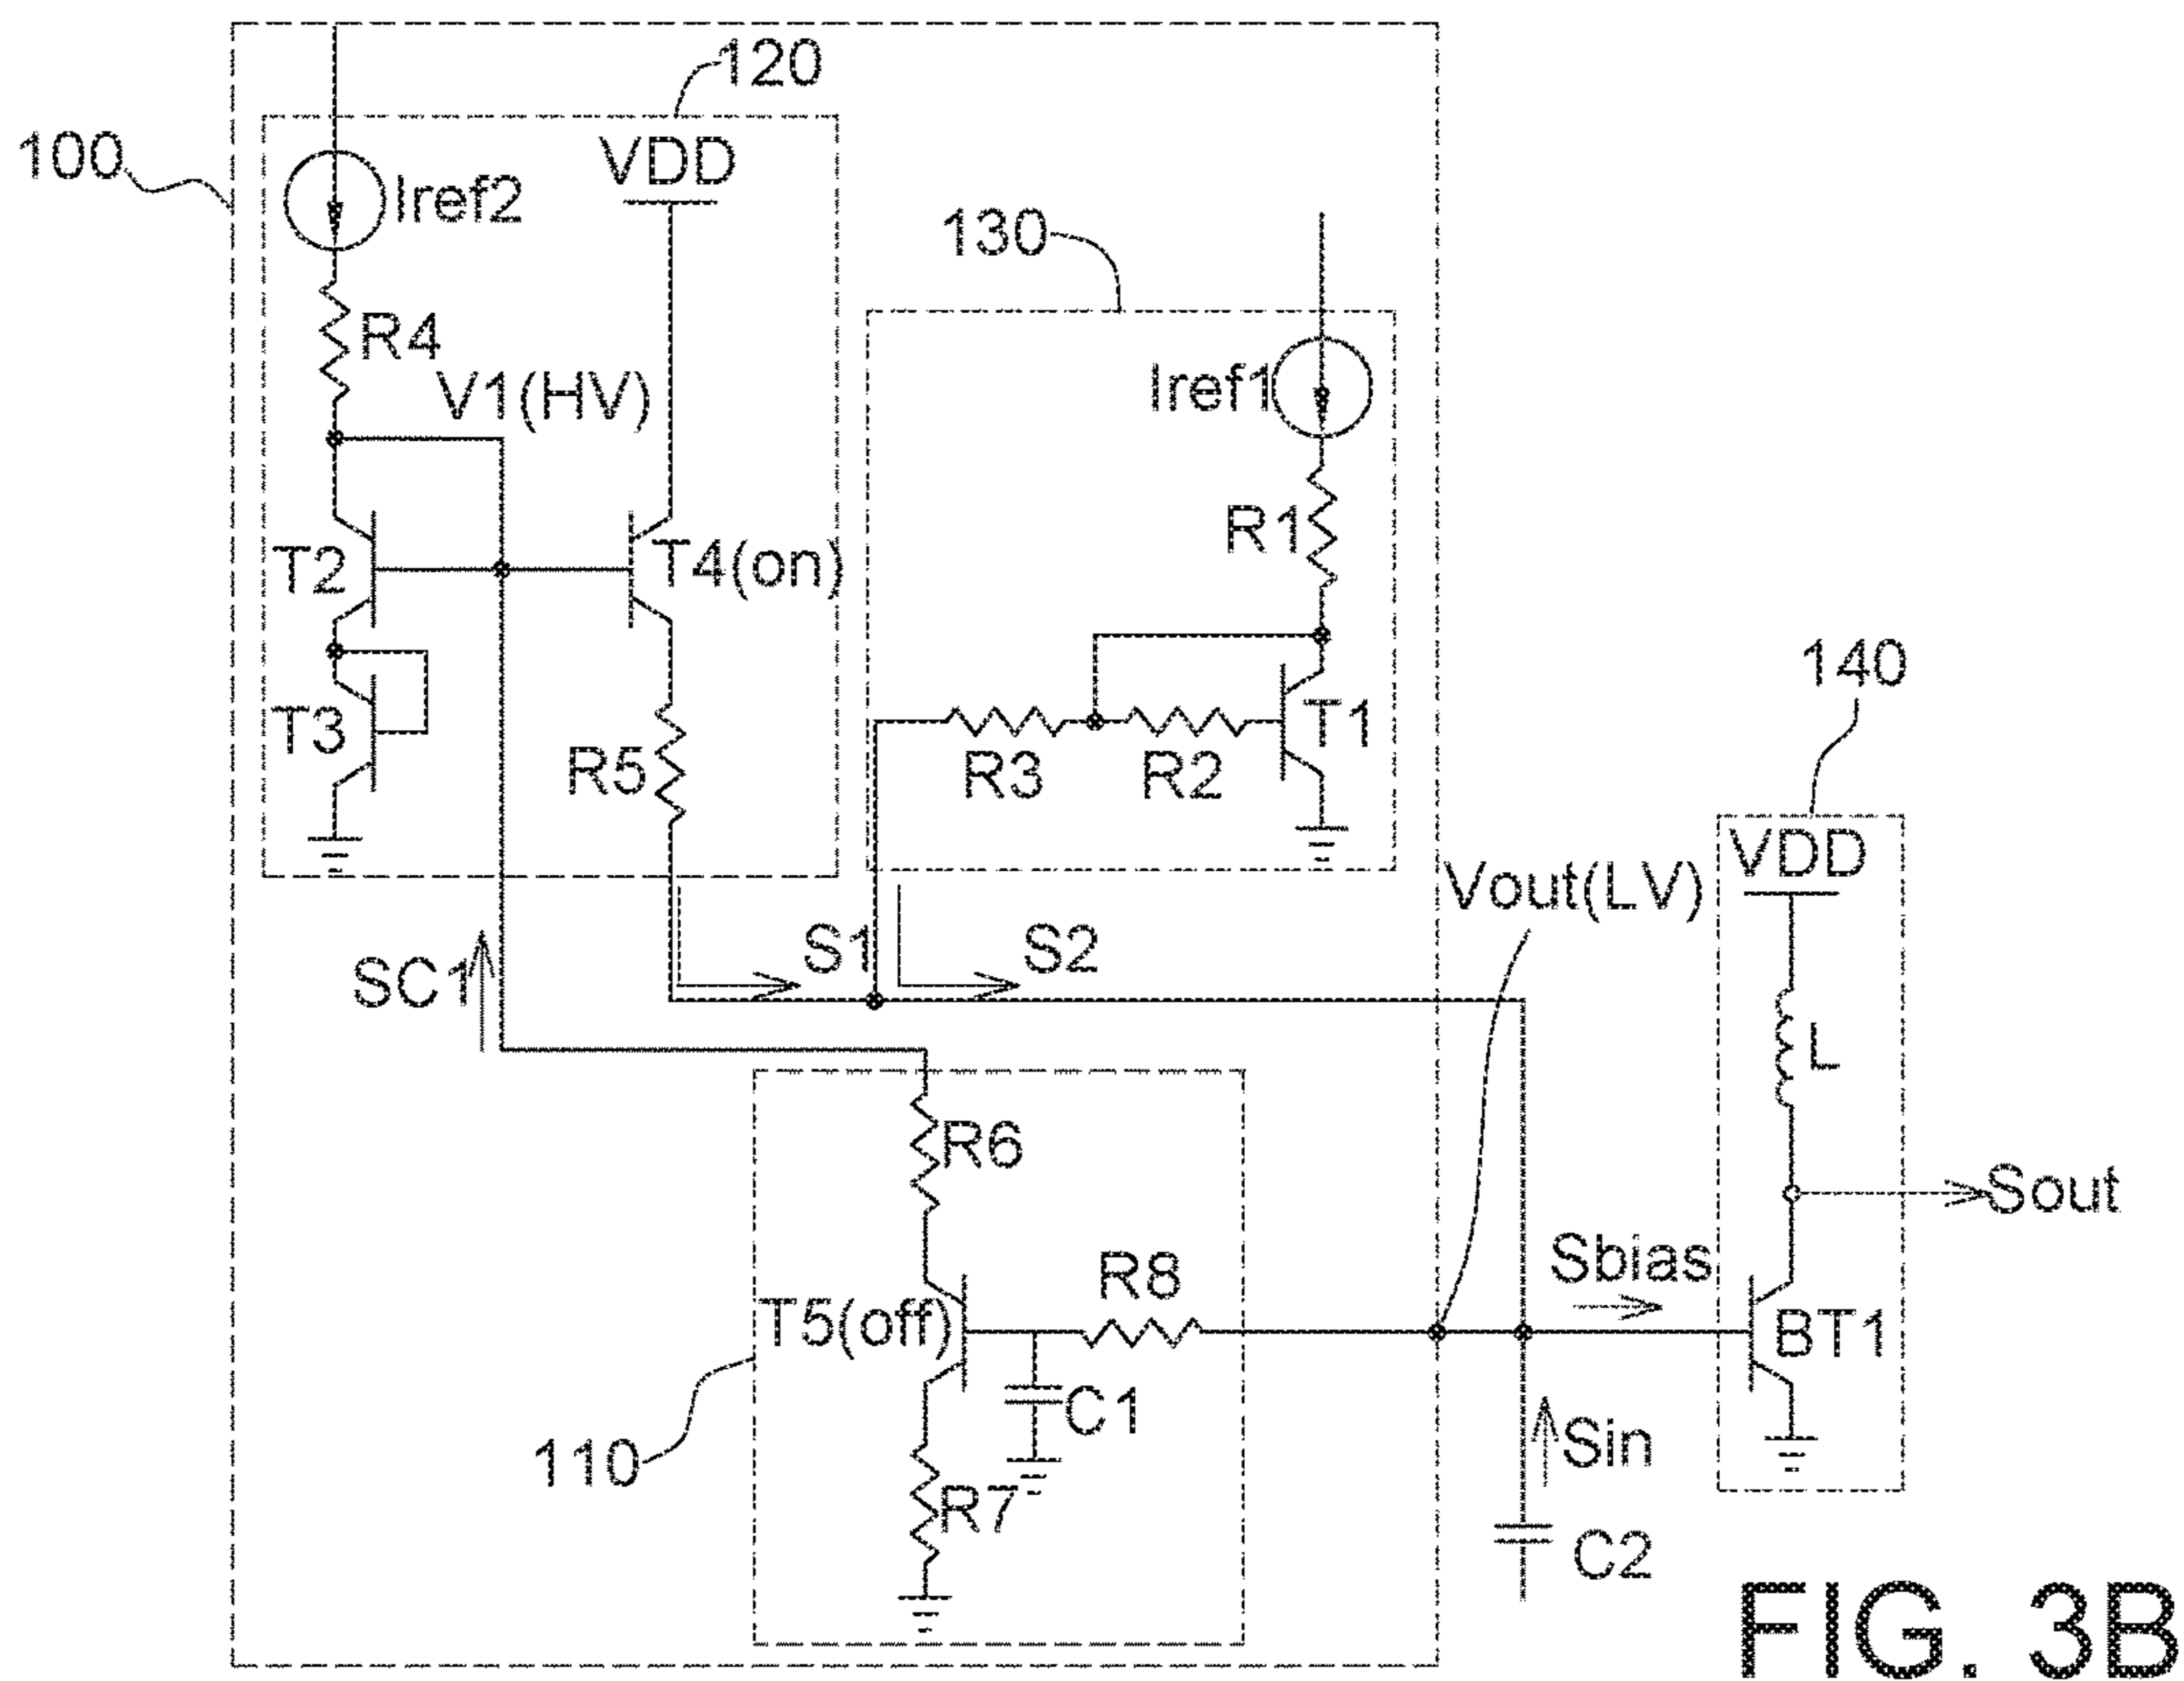 120
100
VDD
Iref2
130
R4
V1(HV)
Iref1
R1
T2
T4(on)
140
T3
R5
R3
R2
T1
VDD
Vout(LV)
S1
S2
SC1
L
R6
Sout
Sbias
R8
T5(off)
BT1
C1
110
Sin
R7
C2
FIG. 3B